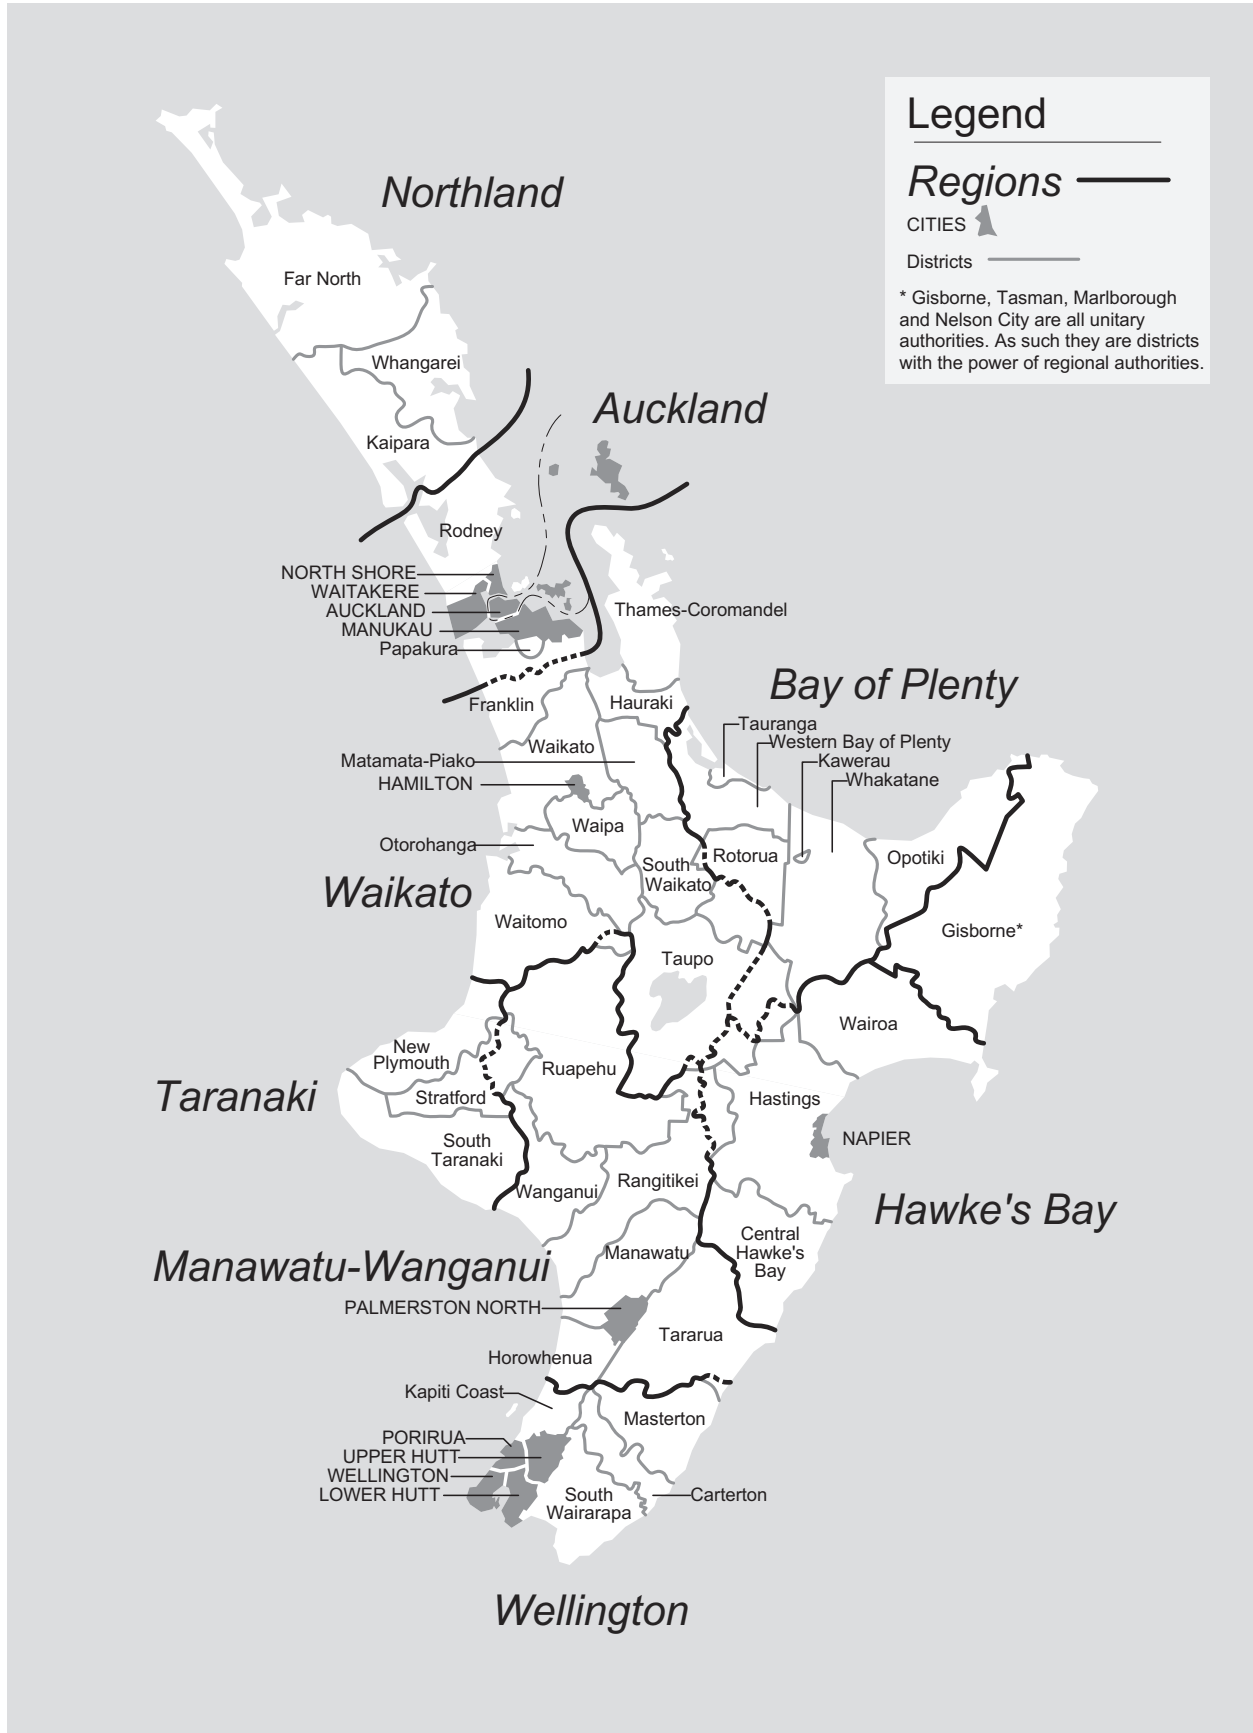 Legend
Regions
CITIES
Districts
* Gisborne, Tasman, Marlborough
and Nelson City are all unitary
authorities. As such they are districts
with the power of regional authorities.
Northland
Far North
Whangarei
Kaipara
Auckland
Rodney
NORTH SHORE
WAITAKERE
AUCKLAND
MANUKAU
Papakura
Thames-Coromandel
Franklin
Hauraki
Bay of Plenty
Tauranga
Western Bay of Plenty
Kawerau
Whakatane
Waikato
Matamata-Piako
HAMILTON
Waipa
Otorohanga
South
Waikato
Rotorua
Opotiki
Waikato
Waitomo
Gisborne*
Taupo
Wairoa
New
Plymouth
Ruapehu
Taranaki
Stratford
Hastings
South
Taranaki
NAPIER
Wanganui
Rangitikei
Hawke's Bay
Central
Hawke's
Bay
Manawatu
Manawatu-Wanganui
PALMERSTON NORTH
Tararua
Horowhenua
Kapiti Coast
Masterton
PORIRUA
UPPER HUTT
WELLINGTON
LOWER HUTT
South
Wairarapa
Carterton
Wellington